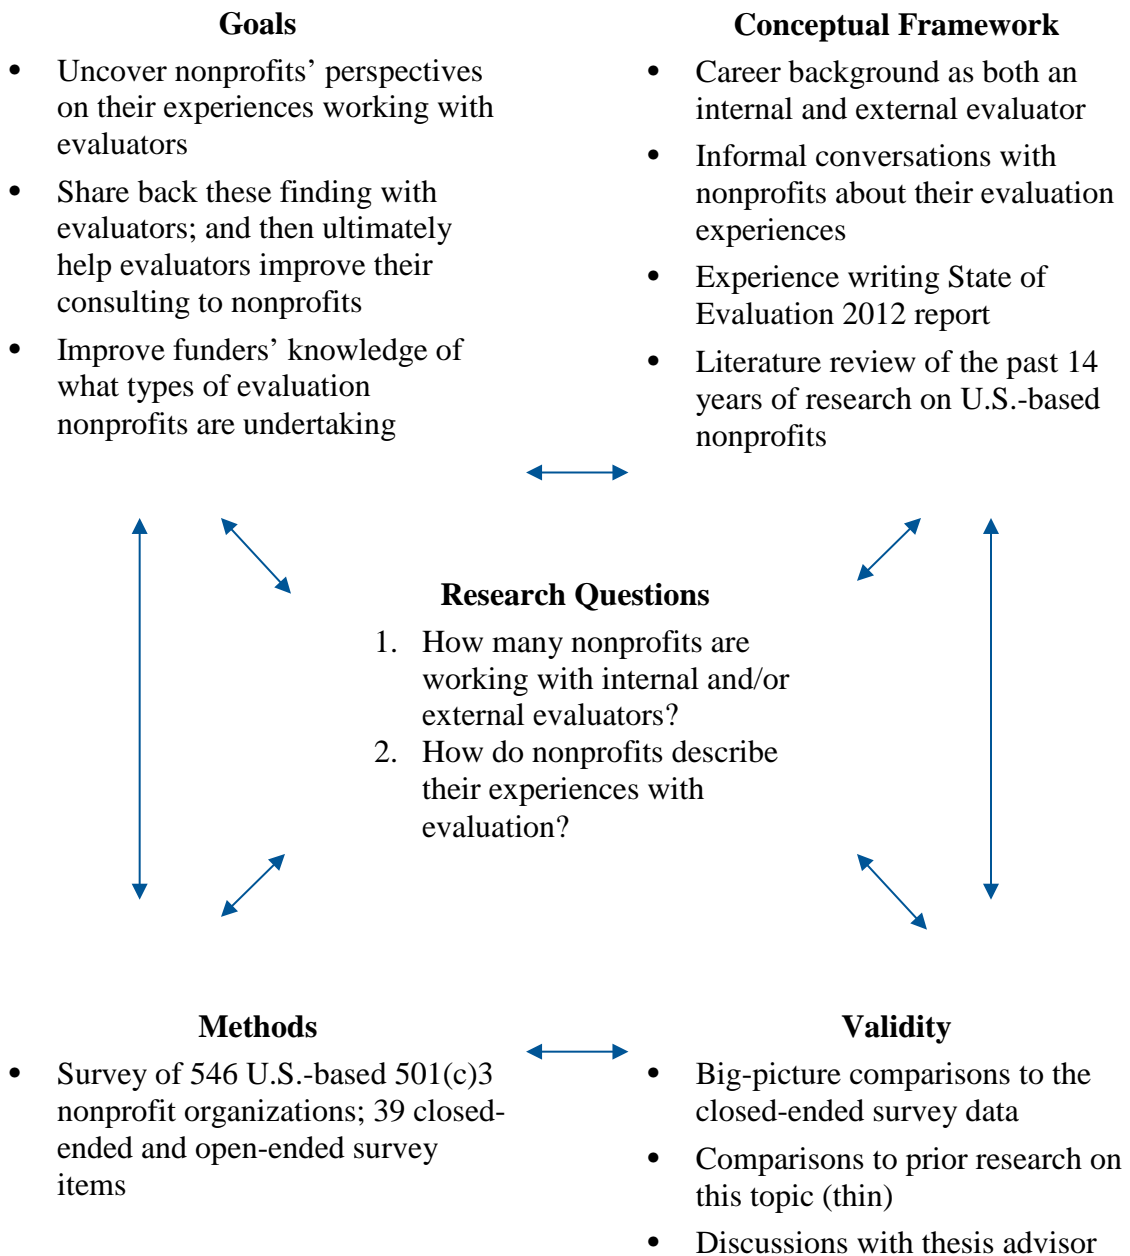 Goals
• Uncover nonprofits’ perspectives
on their experiences working with
evaluators
• Share back these finding with
evaluators; and then ultimately
help evaluators improve their
consulting to nonprofits
• Improve funders’ knowledge of
what types of evaluation
nonprofits are undertaking
Conceptual Framework
• Career background as both an
internal and external evaluator
• Informal conversations with
nonprofits about their evaluation
experiences
• Experience writing State of
Evaluation 2012 report
• Literature review of the past 14
years of research on U.S.-based
nonprofits
Research Questions
1. How many nonprofits are
working with internal and/or
external evaluators?
2. How do nonprofits describe
their experiences with
evaluation?
Methods
• Survey of 546 U.S.-based 501(c)3
nonprofit organizations; 39 closed-
ended and open-ended survey
items
Validity
• Big-picture comparisons to the
closed-ended survey data
• Comparisons to prior research on
this topic (thin)
• Discussions with thesis advisor